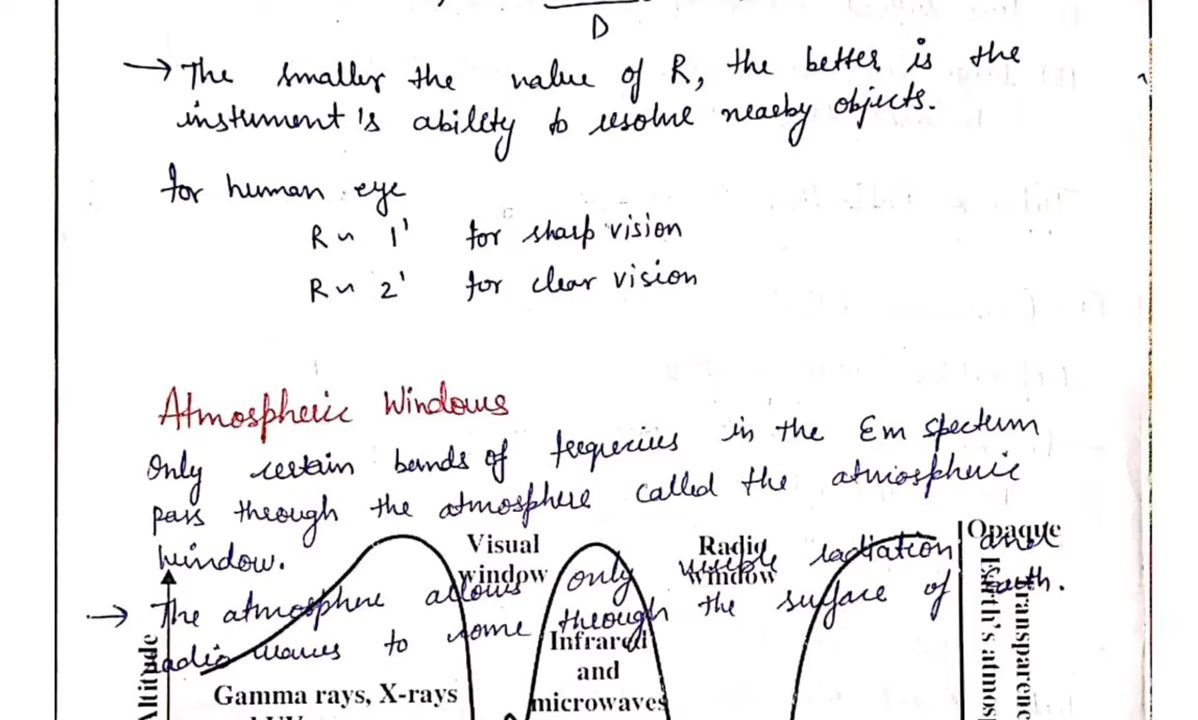 D
→ The smaller the value of R, the better is the
instrument's ability to resolve nearby objects.
for human eye
R ~ 1' for sharp vision
R ~ 2' for clear vision
Atmospheric Windows
Only certain bands of frequencies in the Em spectrum
pass through the atmosphere called the atmospheric
window.
→ The atmosphere allows only visible radiation and
radio waves to come through the surface of Earth.
Visual
window
Radio
window
Opaque
Infrared
and
microwaves
Gamma rays, X-rays
Altitude
Earth's